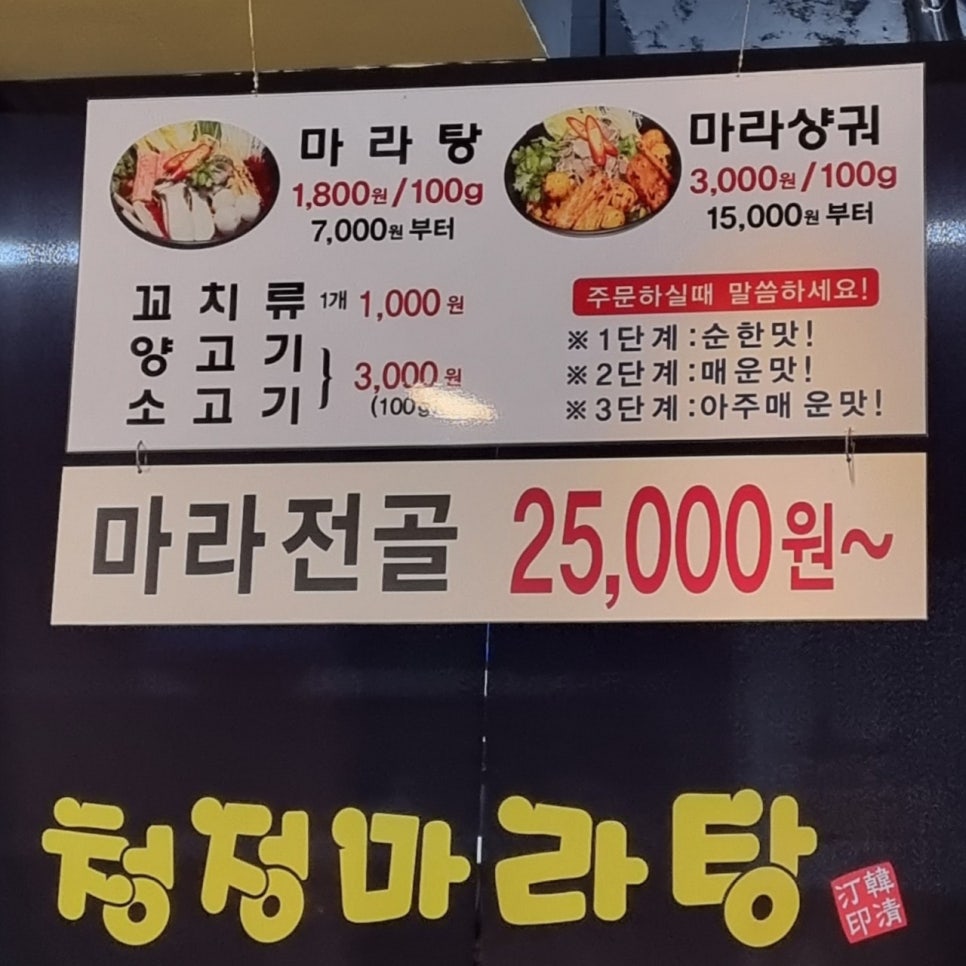 마라탕
1,800원/100g
7,000원 부터
마라샹궈
3,000원/100g
15,000원 부터
꼬치류 1개 1,000원
양고기
소고기
} 3,000원
(100g)
주문하실때 말씀하세요!
※1단계:순한맛!
※2단계:매운맛!
※3단계:아주매운맛!
마라전골 25,000원~
청정마라탕
韓清
汀印